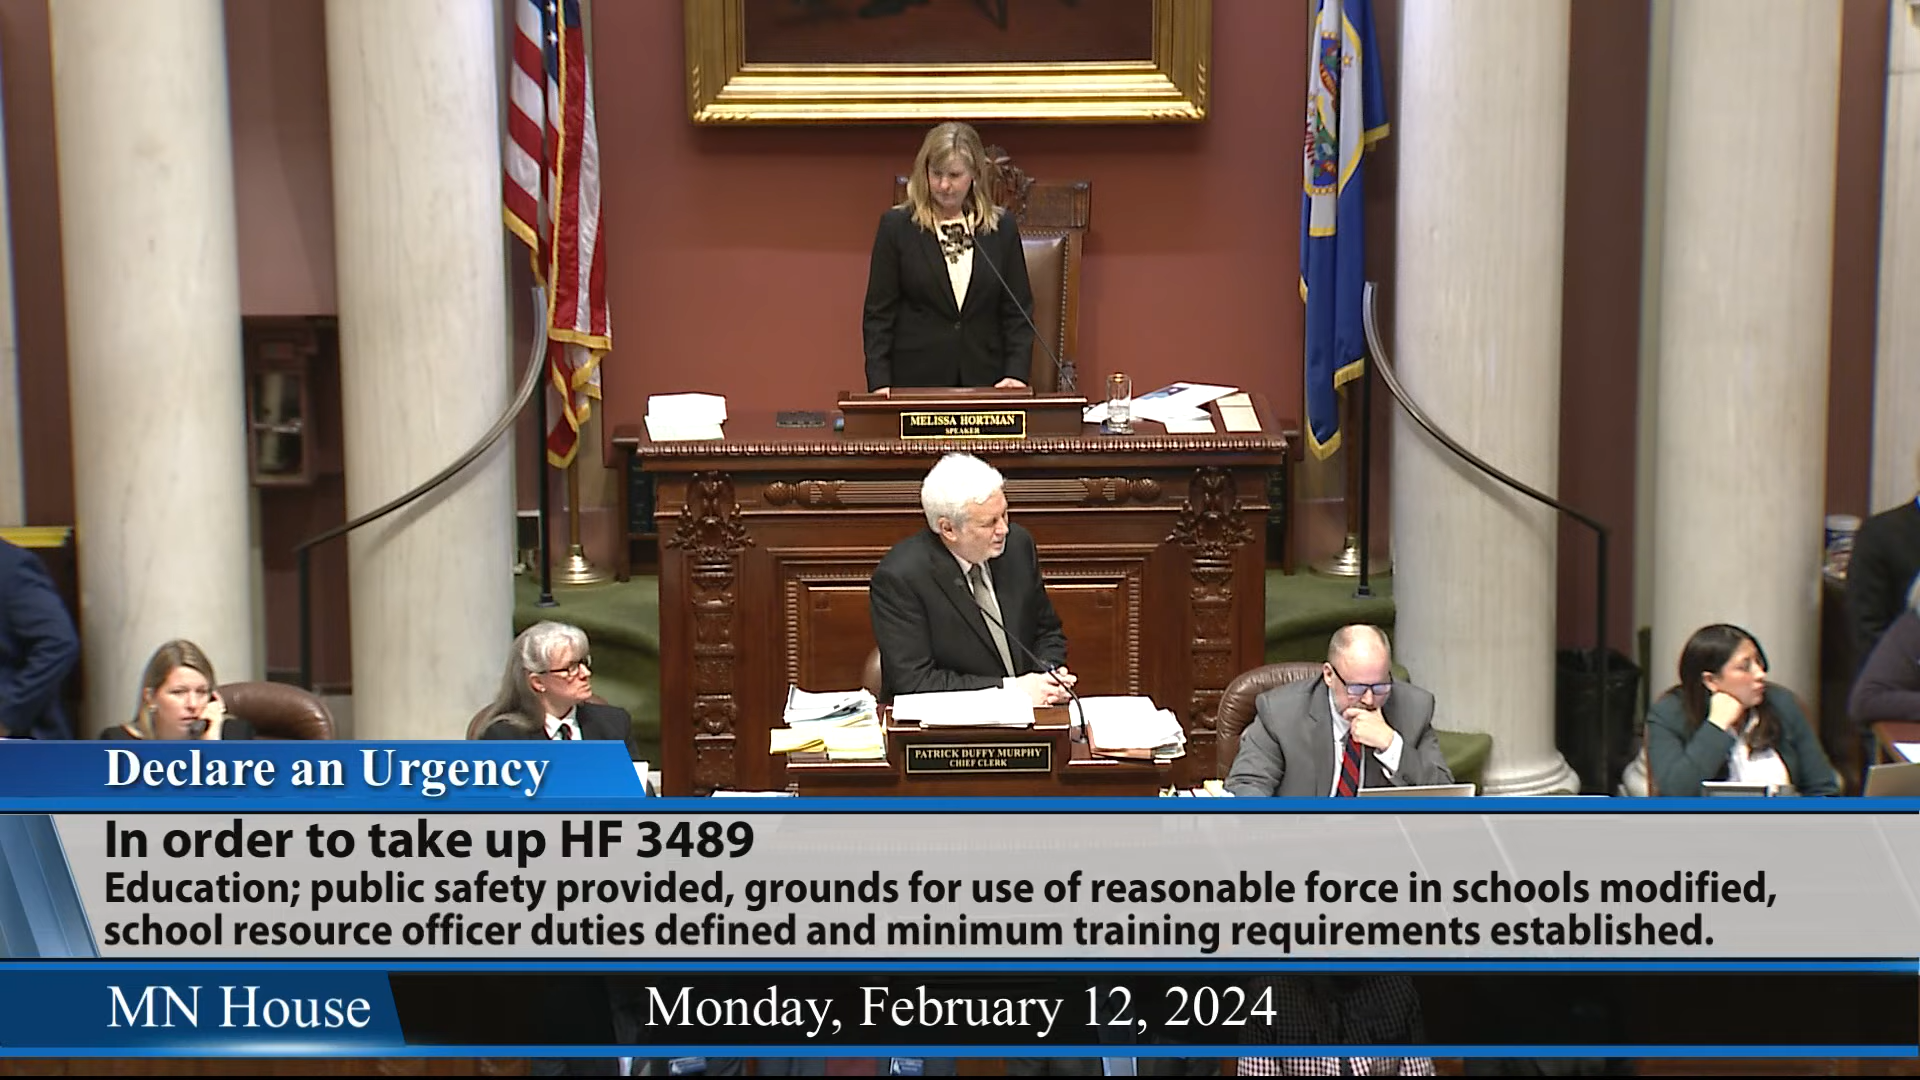 MELISSA HORTMAN
SPEAKER
PATRICK DUFFY MURPHY
CHIEF CLERK
Declare an Urgency
In order to take up HF 3489
Education; public safety provided, grounds for use of reasonable force in schools modified,
school resource officer duties defined and minimum training requirements established.
MN House
Monday, February 12, 2024